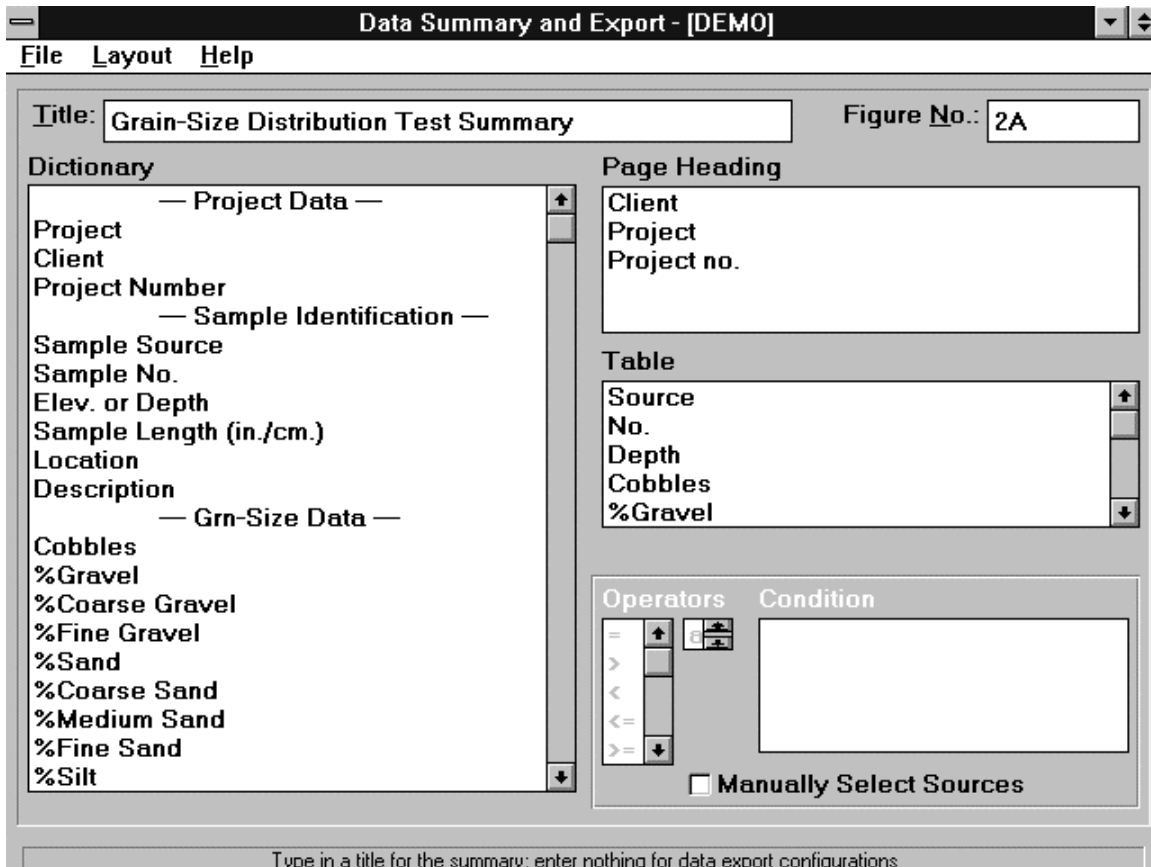 Data Summary and Export - [DEMO]
File Layout Help
Title: Grain-Size Distribution Test Summary
Figure No.: 2A
Dictionary
— Project Data —
Project
Client
Project Number
— Sample Identification —
Sample Source
Sample No.
Elev. or Depth
Sample Length (in./cm.)
Location
Description
— Grn-Size Data —
Cobbles
%Gravel
%Coarse Gravel
%Fine Gravel
%Sand
%Coarse Sand
%Medium Sand
%Fine Sand
%Silt
Page Heading
Client
Project
Project no.
Table
Source
No.
Depth
Cobbles
%Gravel
Operators
=
>
<
<=
>=
Condition
Manually Select Sources
Type in a title for the summary; enter nothing for data export configurations